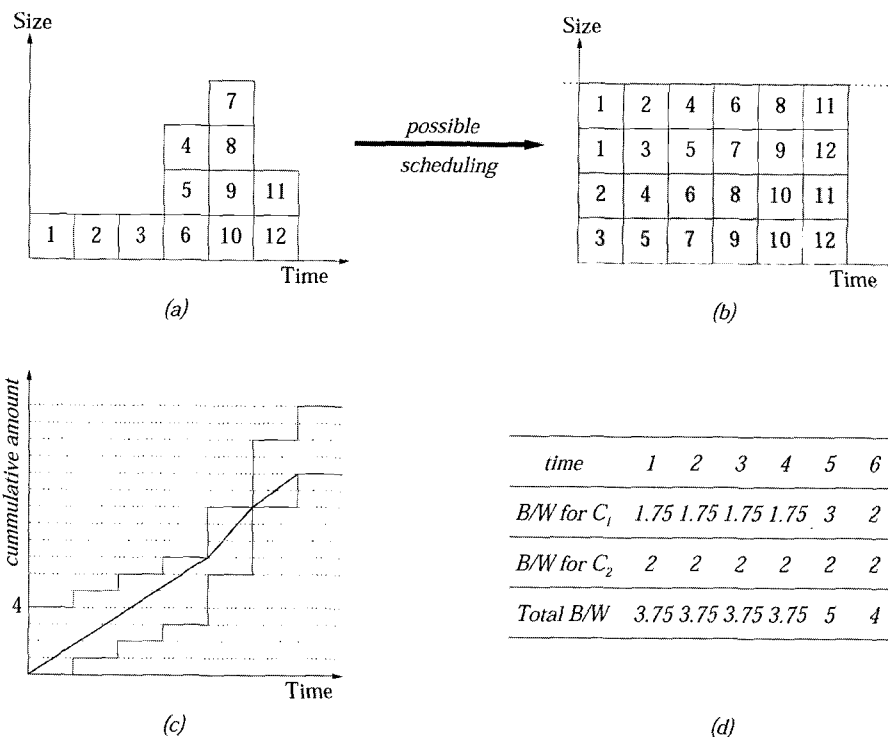 Size
7
4 8
5 9 11
1 2 3 6 10 12
Time
(a)
possible
scheduling
Size
1 2 4 6 8 11
1 3 5 7 9 12
2 4 6 8 10 11
3 5 7 9 10 12
Time
(b)
cummulative amount
4
Time
(c)
time 1 2 3 4 5 6
B/W for C₁ 1.75 1.75 1.75 1.75 3 2
B/W for C₂ 2 2 2 2 2 2
Total B/W 3.75 3.75 3.75 3.75 5 4
(d)